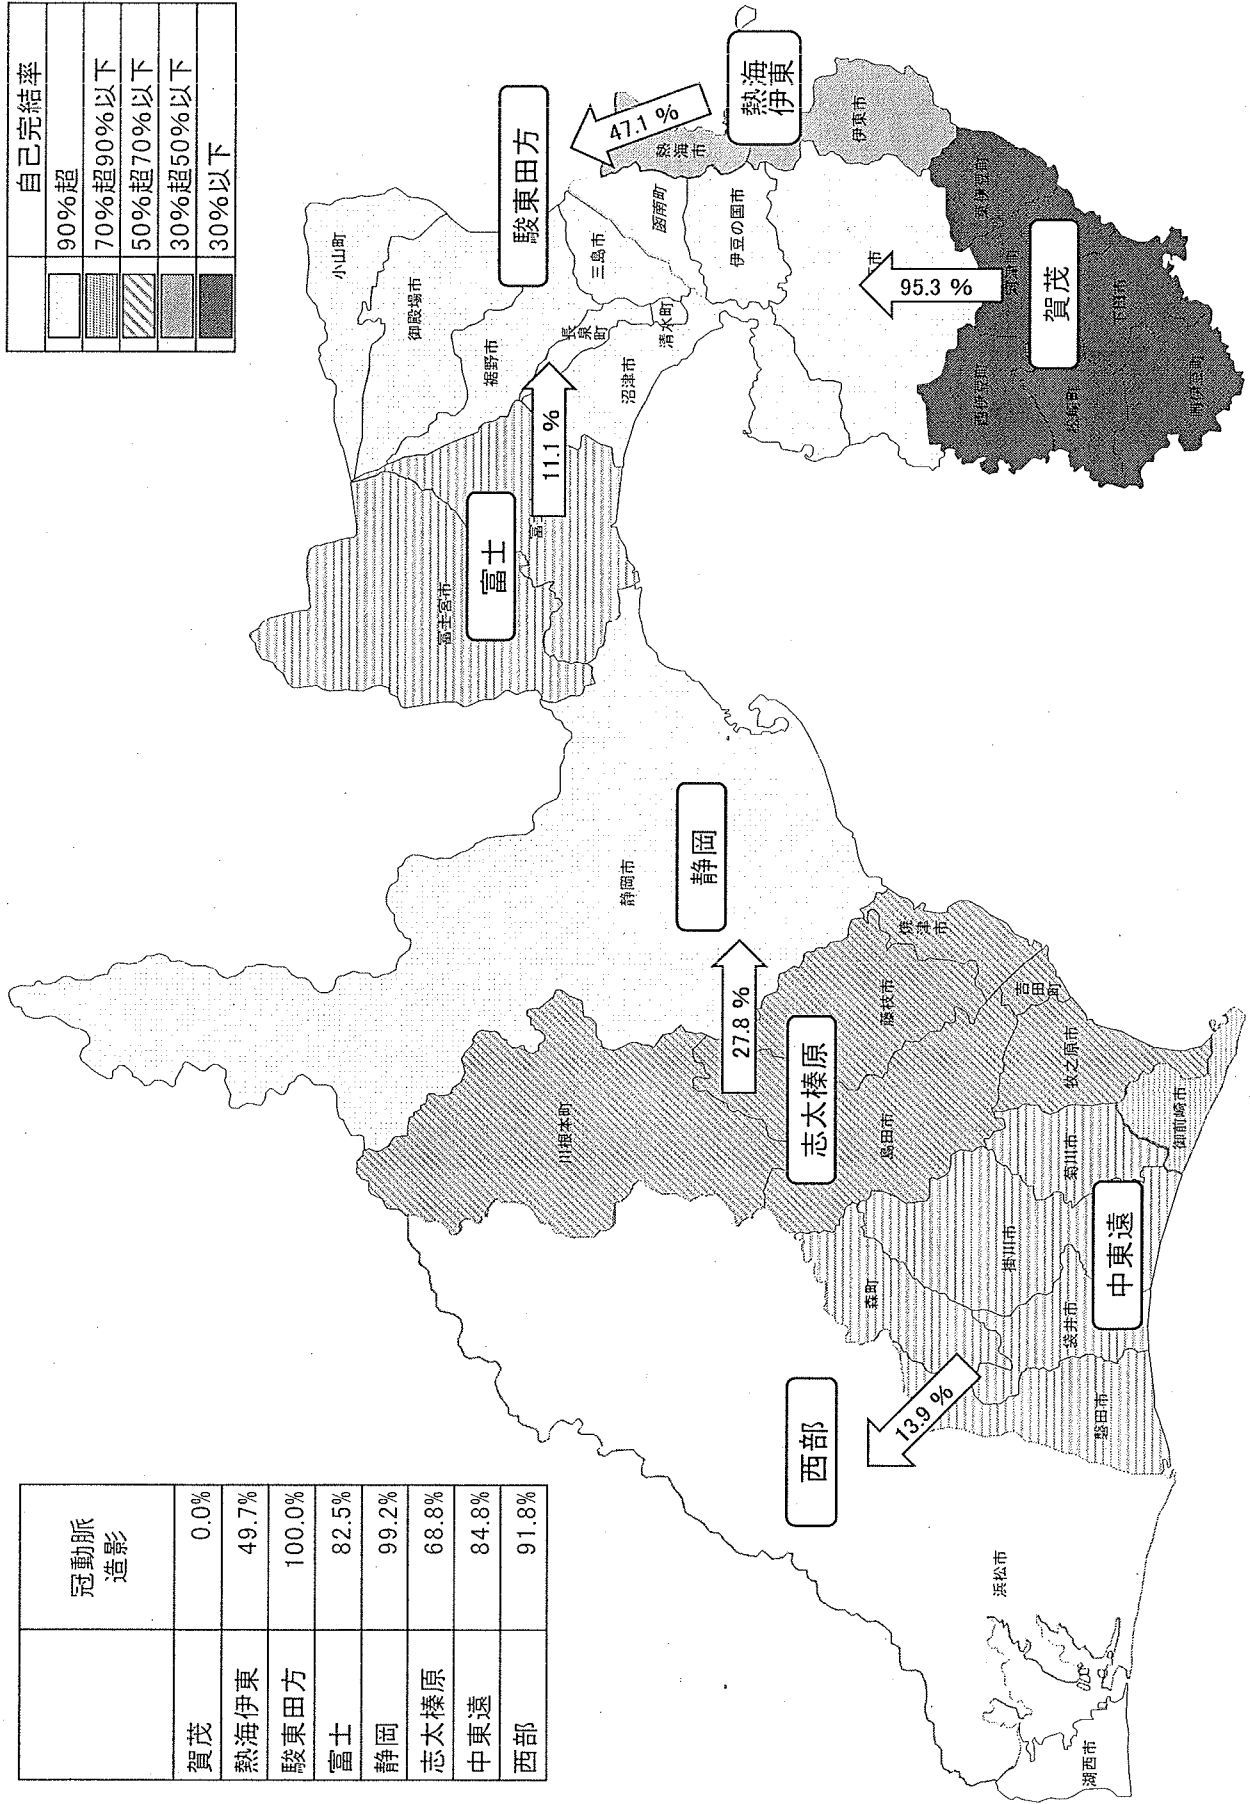 冠動脈
造影
賀茂 0.0%
熱海伊東 49.7%
駿東田方 100.0%
富士 82.5%
静岡 99.2%
志太榛原 68.8%
中東遠 84.8%
西部 91.8%
自己完結率
90%超
70%超90%以下
50%超70%以下
30%超50%以下
30%以下
小山町
御殿場市
裾野市
駿東田方
長泉町
三島市
清水町
函南町
沼津市
伊豆の国市
市
熱海市
47.1 %
熱海
伊東
伊東市
95.3 %
賀茂
東伊豆町
河津町
西伊豆町
松崎町
下田市
南伊豆町
11.1 %
富士宮市
富士
富士
静岡市
静岡
27.8 %
川根本町
志太榛原
藤枝市
焼津市
島田市
吉田町
牧之原市
御前崎市
菊川市
掛川市
森町
袋井市
中東遠
磐田市
13.9 %
西部
浜松市
湖西市